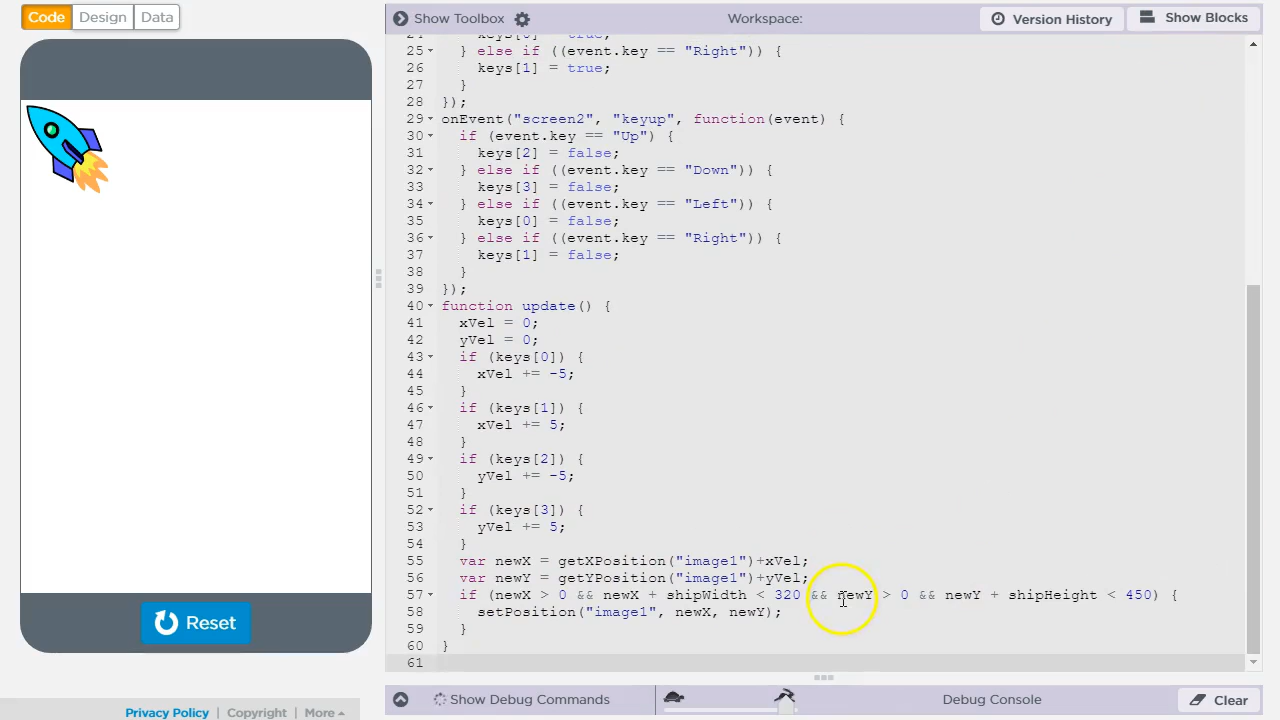 Code Design Data
Show Toolbox Workspace: Version History Show Blocks
24 keys[0] = true;
25 } else if ((event.key == "Right")) {
26 keys[1] = true;
27 }
28 });
29 onEvent("screen2", "keyup", function(event) {
30 if (event.key == "Up") {
31 keys[2] = false;
32 } else if ((event.key == "Down")) {
33 keys[3] = false;
34 } else if ((event.key == "Left")) {
35 keys[0] = false;
36 } else if ((event.key == "Right")) {
37 keys[1] = false;
38 }
39 });
40 function update() {
41 xVel = 0;
42 yVel = 0;
43 if (keys[0]) {
44 xVel += -5;
45 }
46 if (keys[1]) {
47 xVel += 5;
48 }
49 if (keys[2]) {
50 yVel += -5;
51 }
52 if (keys[3]) {
53 yVel += 5;
54 }
55 var newX = getXPosition("image1")+xVel;
56 var newY = getYPosition("image1")+yVel;
57 if (newX > 0 && newX + shipWidth < 320 && newY > 0 && newY + shipHeight < 450) {
58 setPosition("image1", newX, newY);
59 }
60 }
61
Reset
Show Debug Commands Debug Console Clear
Privacy Policy | Copyright | More